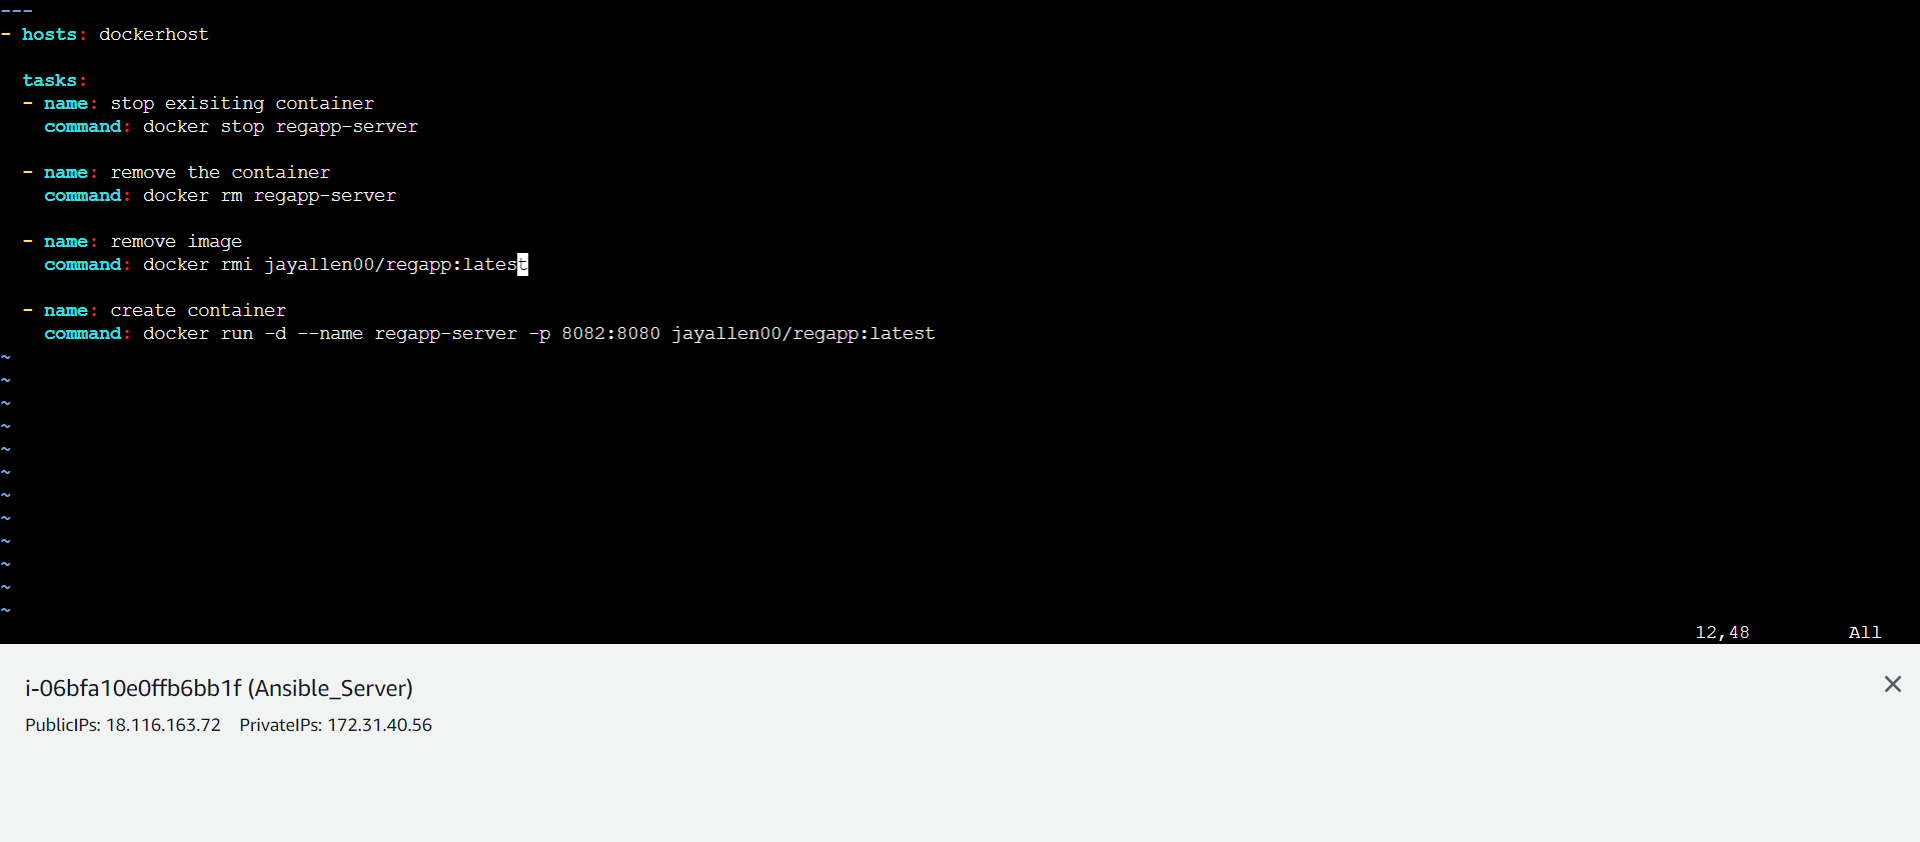 ---
- hosts: dockerhost
tasks:
- name: stop exisiting container
command: docker stop regapp-server
- name: remove the container
command: docker rm regapp-server
- name: remove image
command: docker rmi jayallen00/regapp:latest
- name: create container
command: docker run -d --name regapp-server -p 8082:8080 jayallen00/regapp:latest
~
~
~
~
~
~
~
~
~
~
~
~
12,48 All
i-06bfa10e0ffb6bb1f (Ansible_Server)
PublicIPs: 18.116.163.72 PrivateIPs: 172.31.40.56